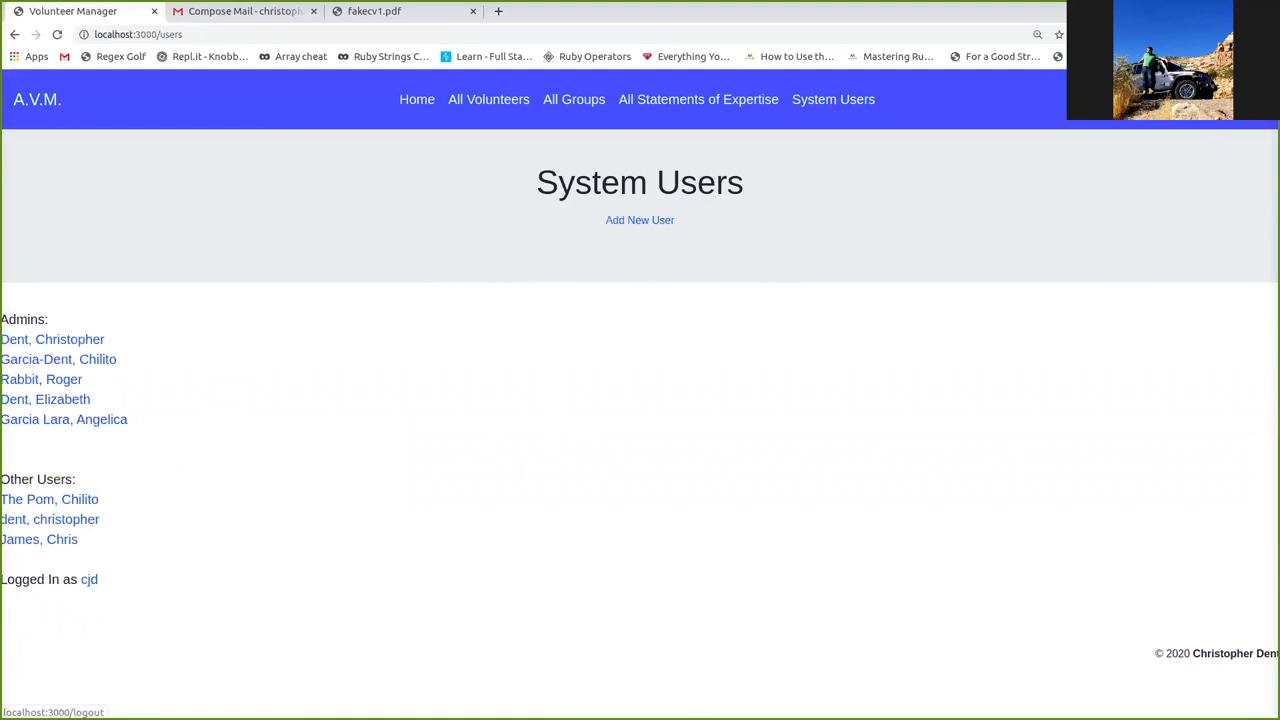 Volunteer Manager
Compose Mail - christoph
fakecv1.pdf
localhost:3000/users
Apps
Regex Golf
Repl.it - Knobb...
Array cheat
Ruby Strings C...
Learn - Full Sta...
Ruby Operators
Everything Yo...
How to Use th...
Mastering Ru...
For a Good Str...
A.V.M.
Home
All Volunteers
All Groups
All Statements of Expertise
System Users
System Users
Add New User
Admins:
Dent, Christopher
Garcia-Dent, Chilito
Rabbit, Roger
Dent, Elizabeth
Garcia Lara, Angelica
Other Users:
The Pom, Chilito
dent, christopher
James, Chris
Logged In as cjd
© 2020 Christopher Dent
localhost:3000/logout